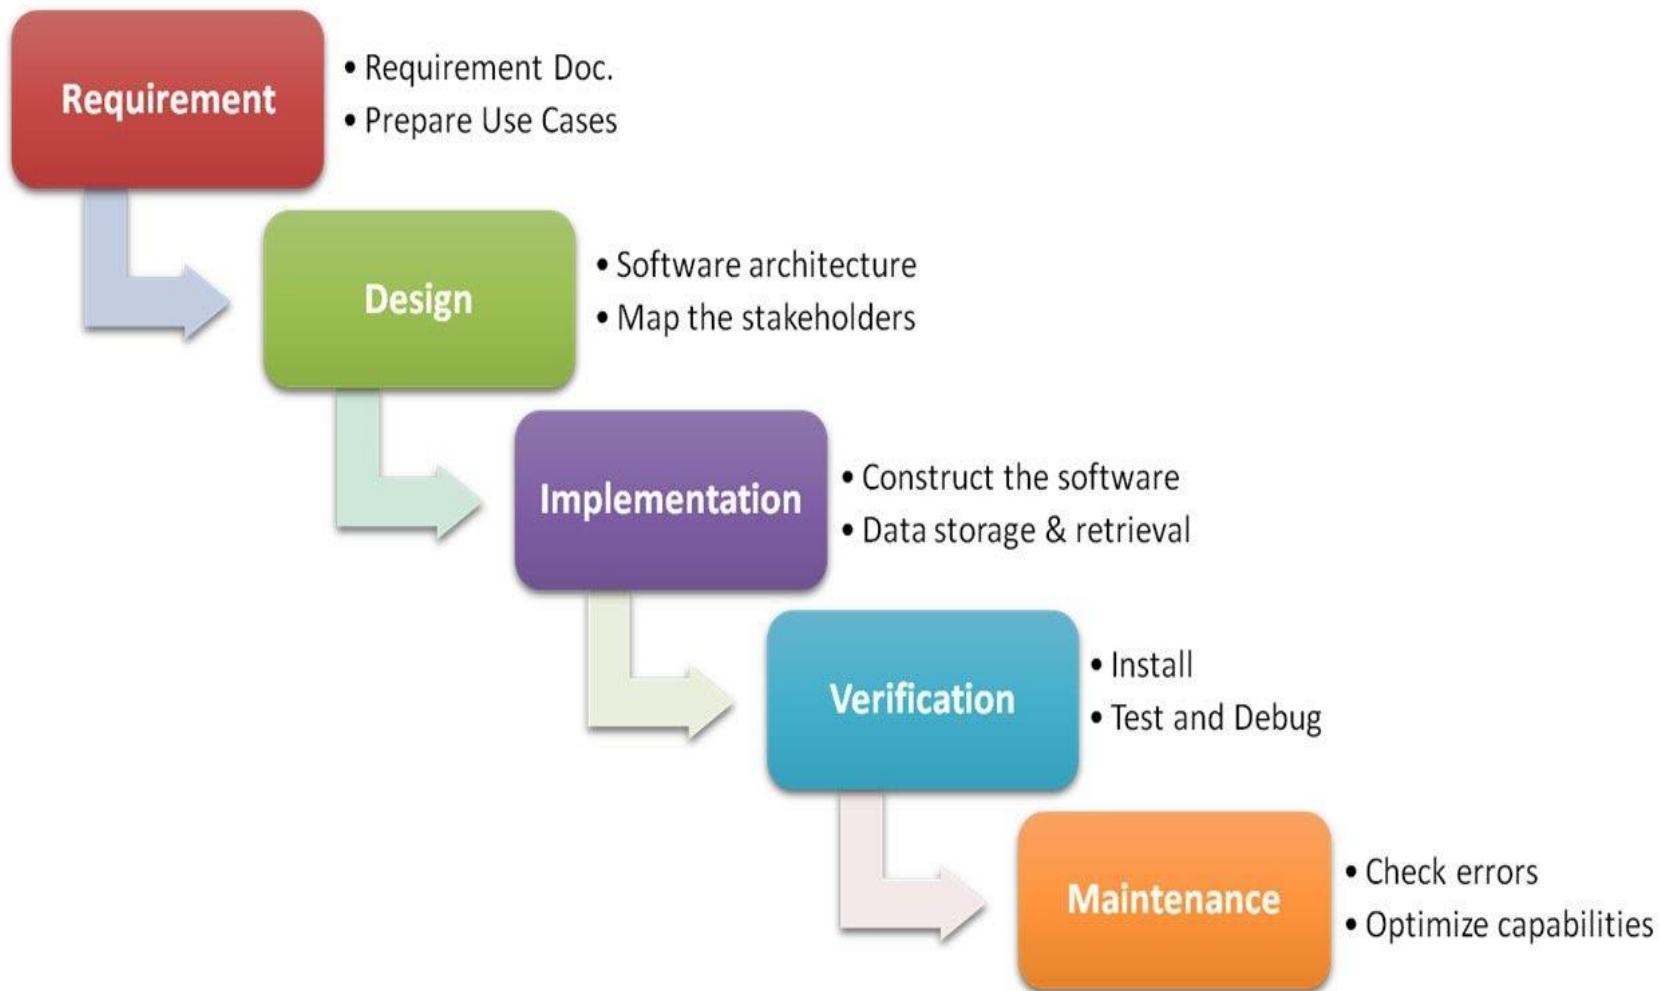 Requirement
• Requirement Doc.
• Prepare Use Cases
Design
• Software architecture
• Map the stakeholders
Implementation
• Construct the software
• Data storage & retrieval
Verification
• Install
• Test and Debug
Maintenance
• Check errors
• Optimize capabilities